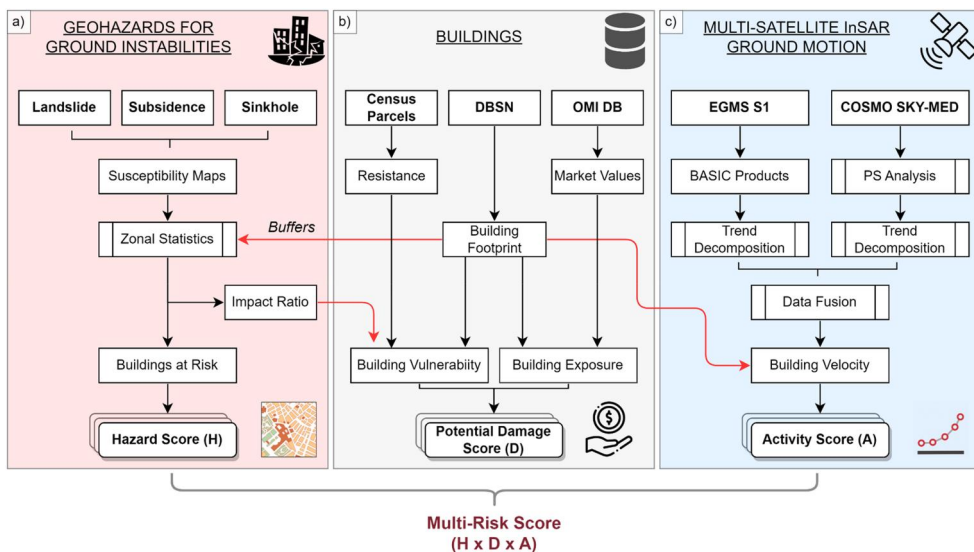 a)
GEOHAZARDS FOR
GROUND INSTABILITIES
Landslide
Subsidence
Sinkhole
Susceptibility Maps
Zonal Statistics
Buffers
Impact Ratio
Buildings at Risk
Hazard Score (H)
b)
BUILDINGS
Census
Parcels
DBSN
OMI DB
Resistance
Market Values
Building
Footprint
Building Vulnerabiity
Building Exposure
$
Potential Damage
Score (D)
c)
MULTI-SATELLITE InSAR
GROUND MOTION
EGMS S1
COSMO SKY-MED
BASIC Products
PS Analysis
Trend
Decomposition
Trend
Decomposition
Data Fusion
Building Velocity
Activity Score (A)
Multi-Risk Score
(H x D x A)